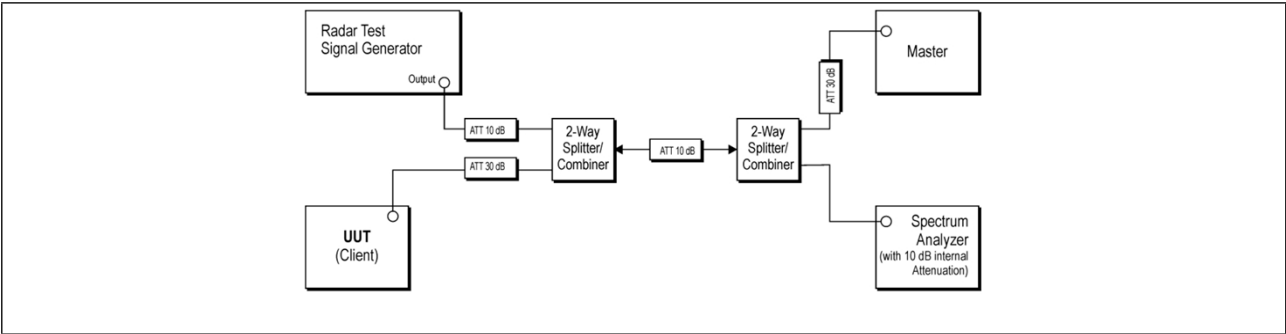 Radar Test
Signal Generator
Output
ATT 10 dB
ATT 30 dB
2-Way
Splitter/
Combiner
ATT 10 dB
2-Way
Splitter/
Combiner
ATT 30 dB
Master
UUT
(Client)
Spectrum
Analyzer
(with 10 dB internal
Attenuation)